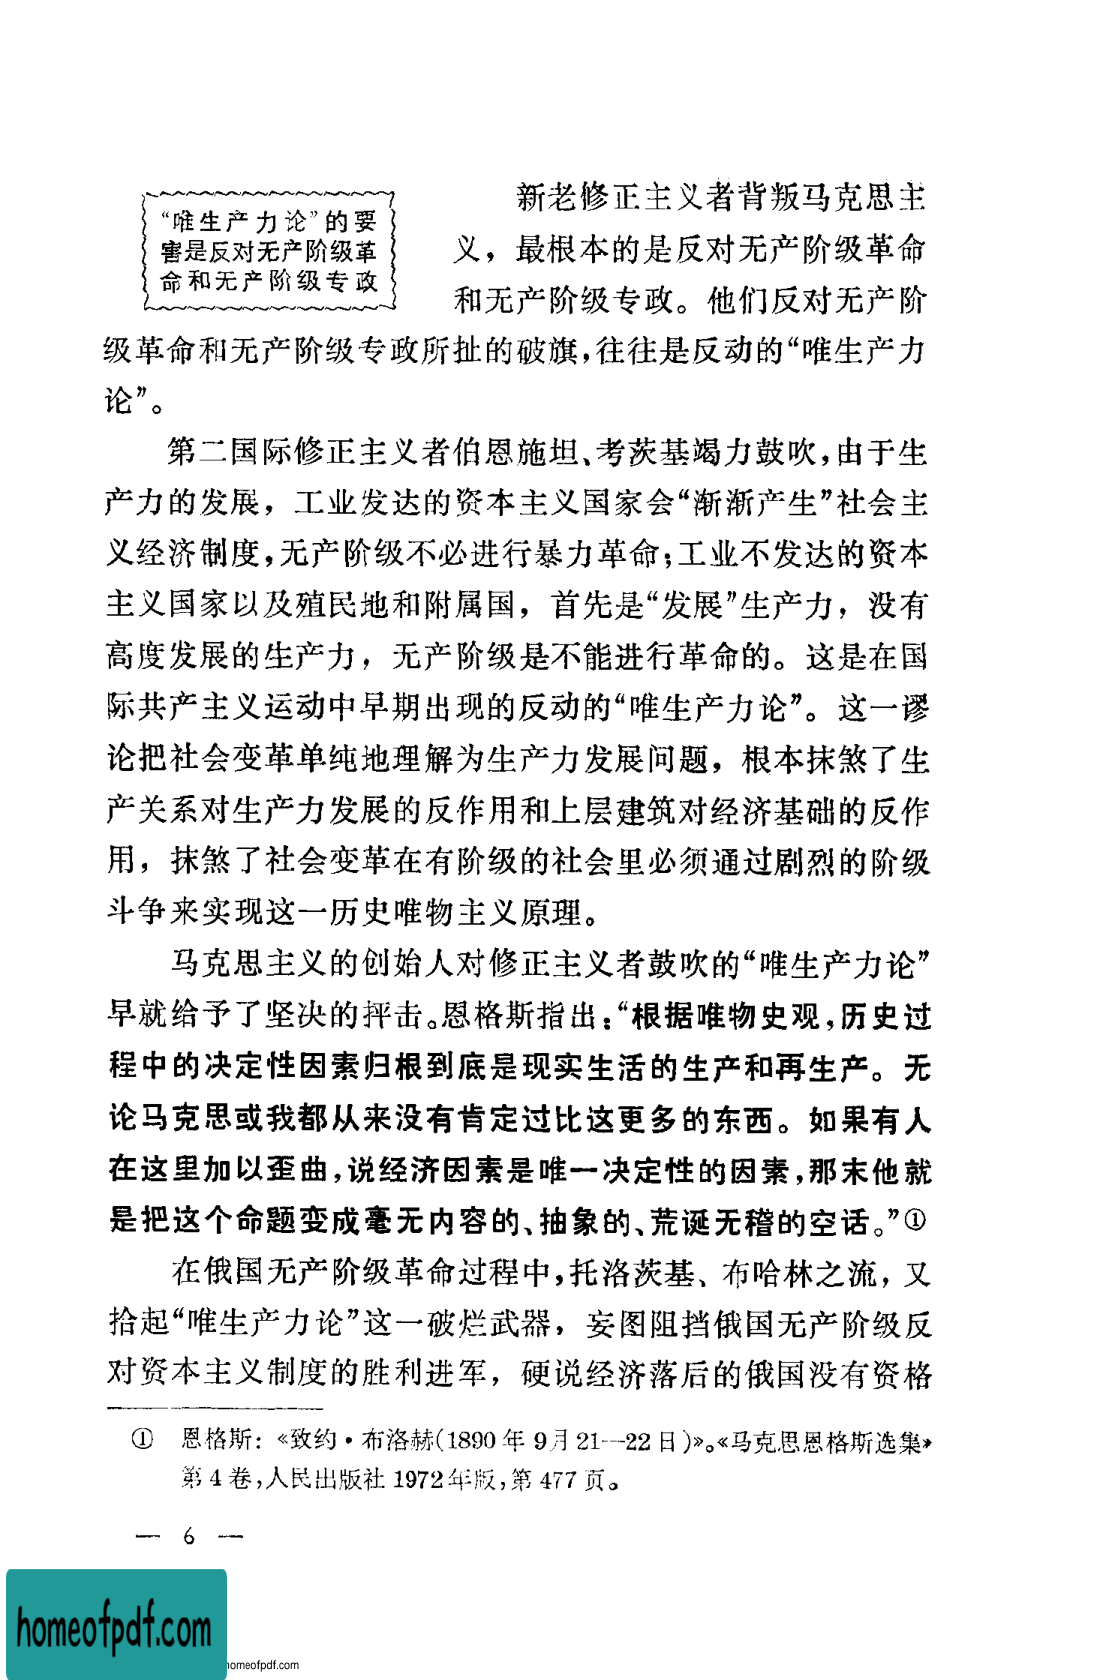 “唯生产力论”的要
害是反对无产阶级革
命和无产阶级专政
新老修正主义者背叛马克思主
义，最根本的是反对无产阶级革命
和无产阶级专政。他们反对无产阶
级革命和无产阶级专政所扯的破旗，往往是反动的“唯生产力
论”。
第二国际修正主义者伯恩施坦、考茨基竭力鼓吹，由于生
产力的发展，工业发达的资本主义国家会“渐渐产生”社会主
义经济制度，无产阶级不必进行暴力革命；工业不发达的资本
主义国家以及殖民地和附属国，首先是“发展”生产力，没有
高度发展的生产力，无产阶级是不能进行革命的。这是在国
际共产主义运动中早期出现的反动的“唯生产力论”。这一谬
论把社会变革单纯地理解为生产力发展问题，根本抹煞了生
产关系对生产力发展的反作用和上层建筑对经济基础的反作
用，抹煞了社会变革在有阶级的社会里必须通过剧烈的阶级
斗争来实现这一历史唯物主义原理。
马克思主义的创始人对修正主义者鼓吹的“唯生产力论”
早就给予了坚决的抨击。恩格斯指出：“根据唯物史观，历史过
程中的决定性因素归根到底是现实生活的生产和再生产。无
论马克思或我都从来没有肯定过比这更多的东西。如果有人
在这里加以歪曲，说经济因素是唯一决定性的因素，那末他就
是把这个命题变成毫无内容的、抽象的、荒诞无稽的空话。”①
在俄国无产阶级革命过程中，托洛茨基、布哈林之流，又
拾起“唯生产力论”这一破烂武器，妄图阻挡俄国无产阶级反
对资本主义制度的胜利进军，硬说经济落后的俄国没有资格
① 恩格斯：《致约·布洛赫(1890年9月21—22日)》。《马克思恩格斯选集》
第4卷，人民出版社1972年版，第477页。
— 6 —
homeofpdf.com
homeofpdf.com